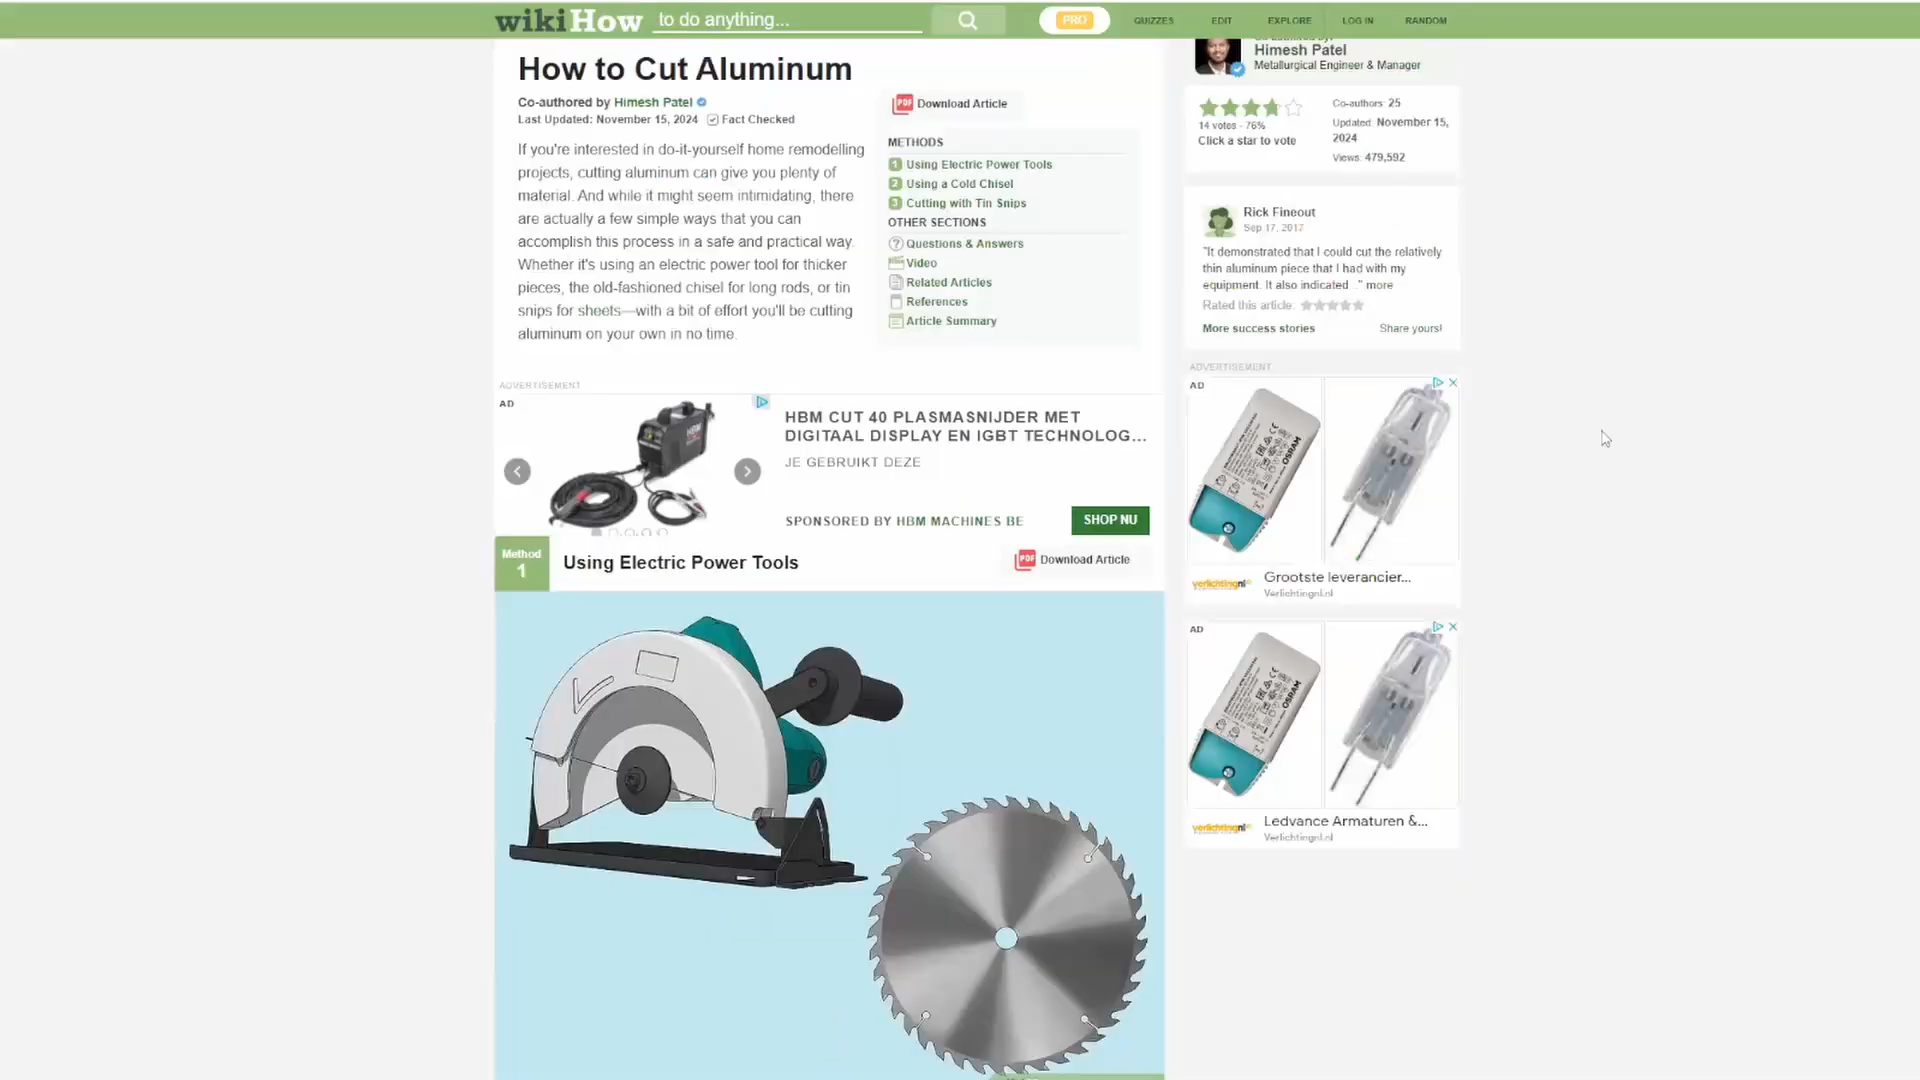 wikiHow to do anything...
PRO
QUIZZES
EDIT
EXPLORE
LOG IN
RANDOM
How to Cut Aluminum
Co-authored by Himesh Patel
Last Updated: November 15, 2024 Fact Checked
If you're interested in do-it-yourself home remodelling
projects, cutting aluminum can give you plenty of
material. And while it might seem intimidating, there
are actually a few simple ways that you can
accomplish this process in a safe and practical way.
Whether it's using an electric power tool for thicker
pieces, the old-fashioned chisel for long rods, or tin
snips for sheets—with a bit of effort you'll be cutting
aluminum on your own in no time.
PDF Download Article
METHODS
1 Using Electric Power Tools
2 Using a Cold Chisel
3 Cutting with Tin Snips
OTHER SECTIONS
Questions & Answers
Video
Related Articles
References
Article Summary
ADVERTISEMENT
AD
HBM
HBM CUT 40 PLASMASNIJDER MET
DIGITAAL DISPLAY EN IGBT TECHNOLOG...
JE GEBRUIKT DEZE
SPONSORED BY HBM MACHINES BE
SHOP NU
Method
1
Using Electric Power Tools
PDF Download Article
Himesh Patel
Metallurgical Engineer & Manager
14 votes - 76%
Click a star to vote
Co-authors: 25
Updated: November 15,
2024
Views: 479,592
Rick Fineout
Sep 17, 2017
"It demonstrated that I could cut the relatively
thin aluminum piece that I had with my
equipment. It also indicated..." more
Rated this article:
More success stories
Share yours!
ADVERTISEMENT
AD
OSRAM
verlichtingnl
Grootste leverancier...
Verlichtingnl.nl
AD
OSRAM
verlichtingnl
Ledvance Armaturen &...
Verlichtingnl.nl